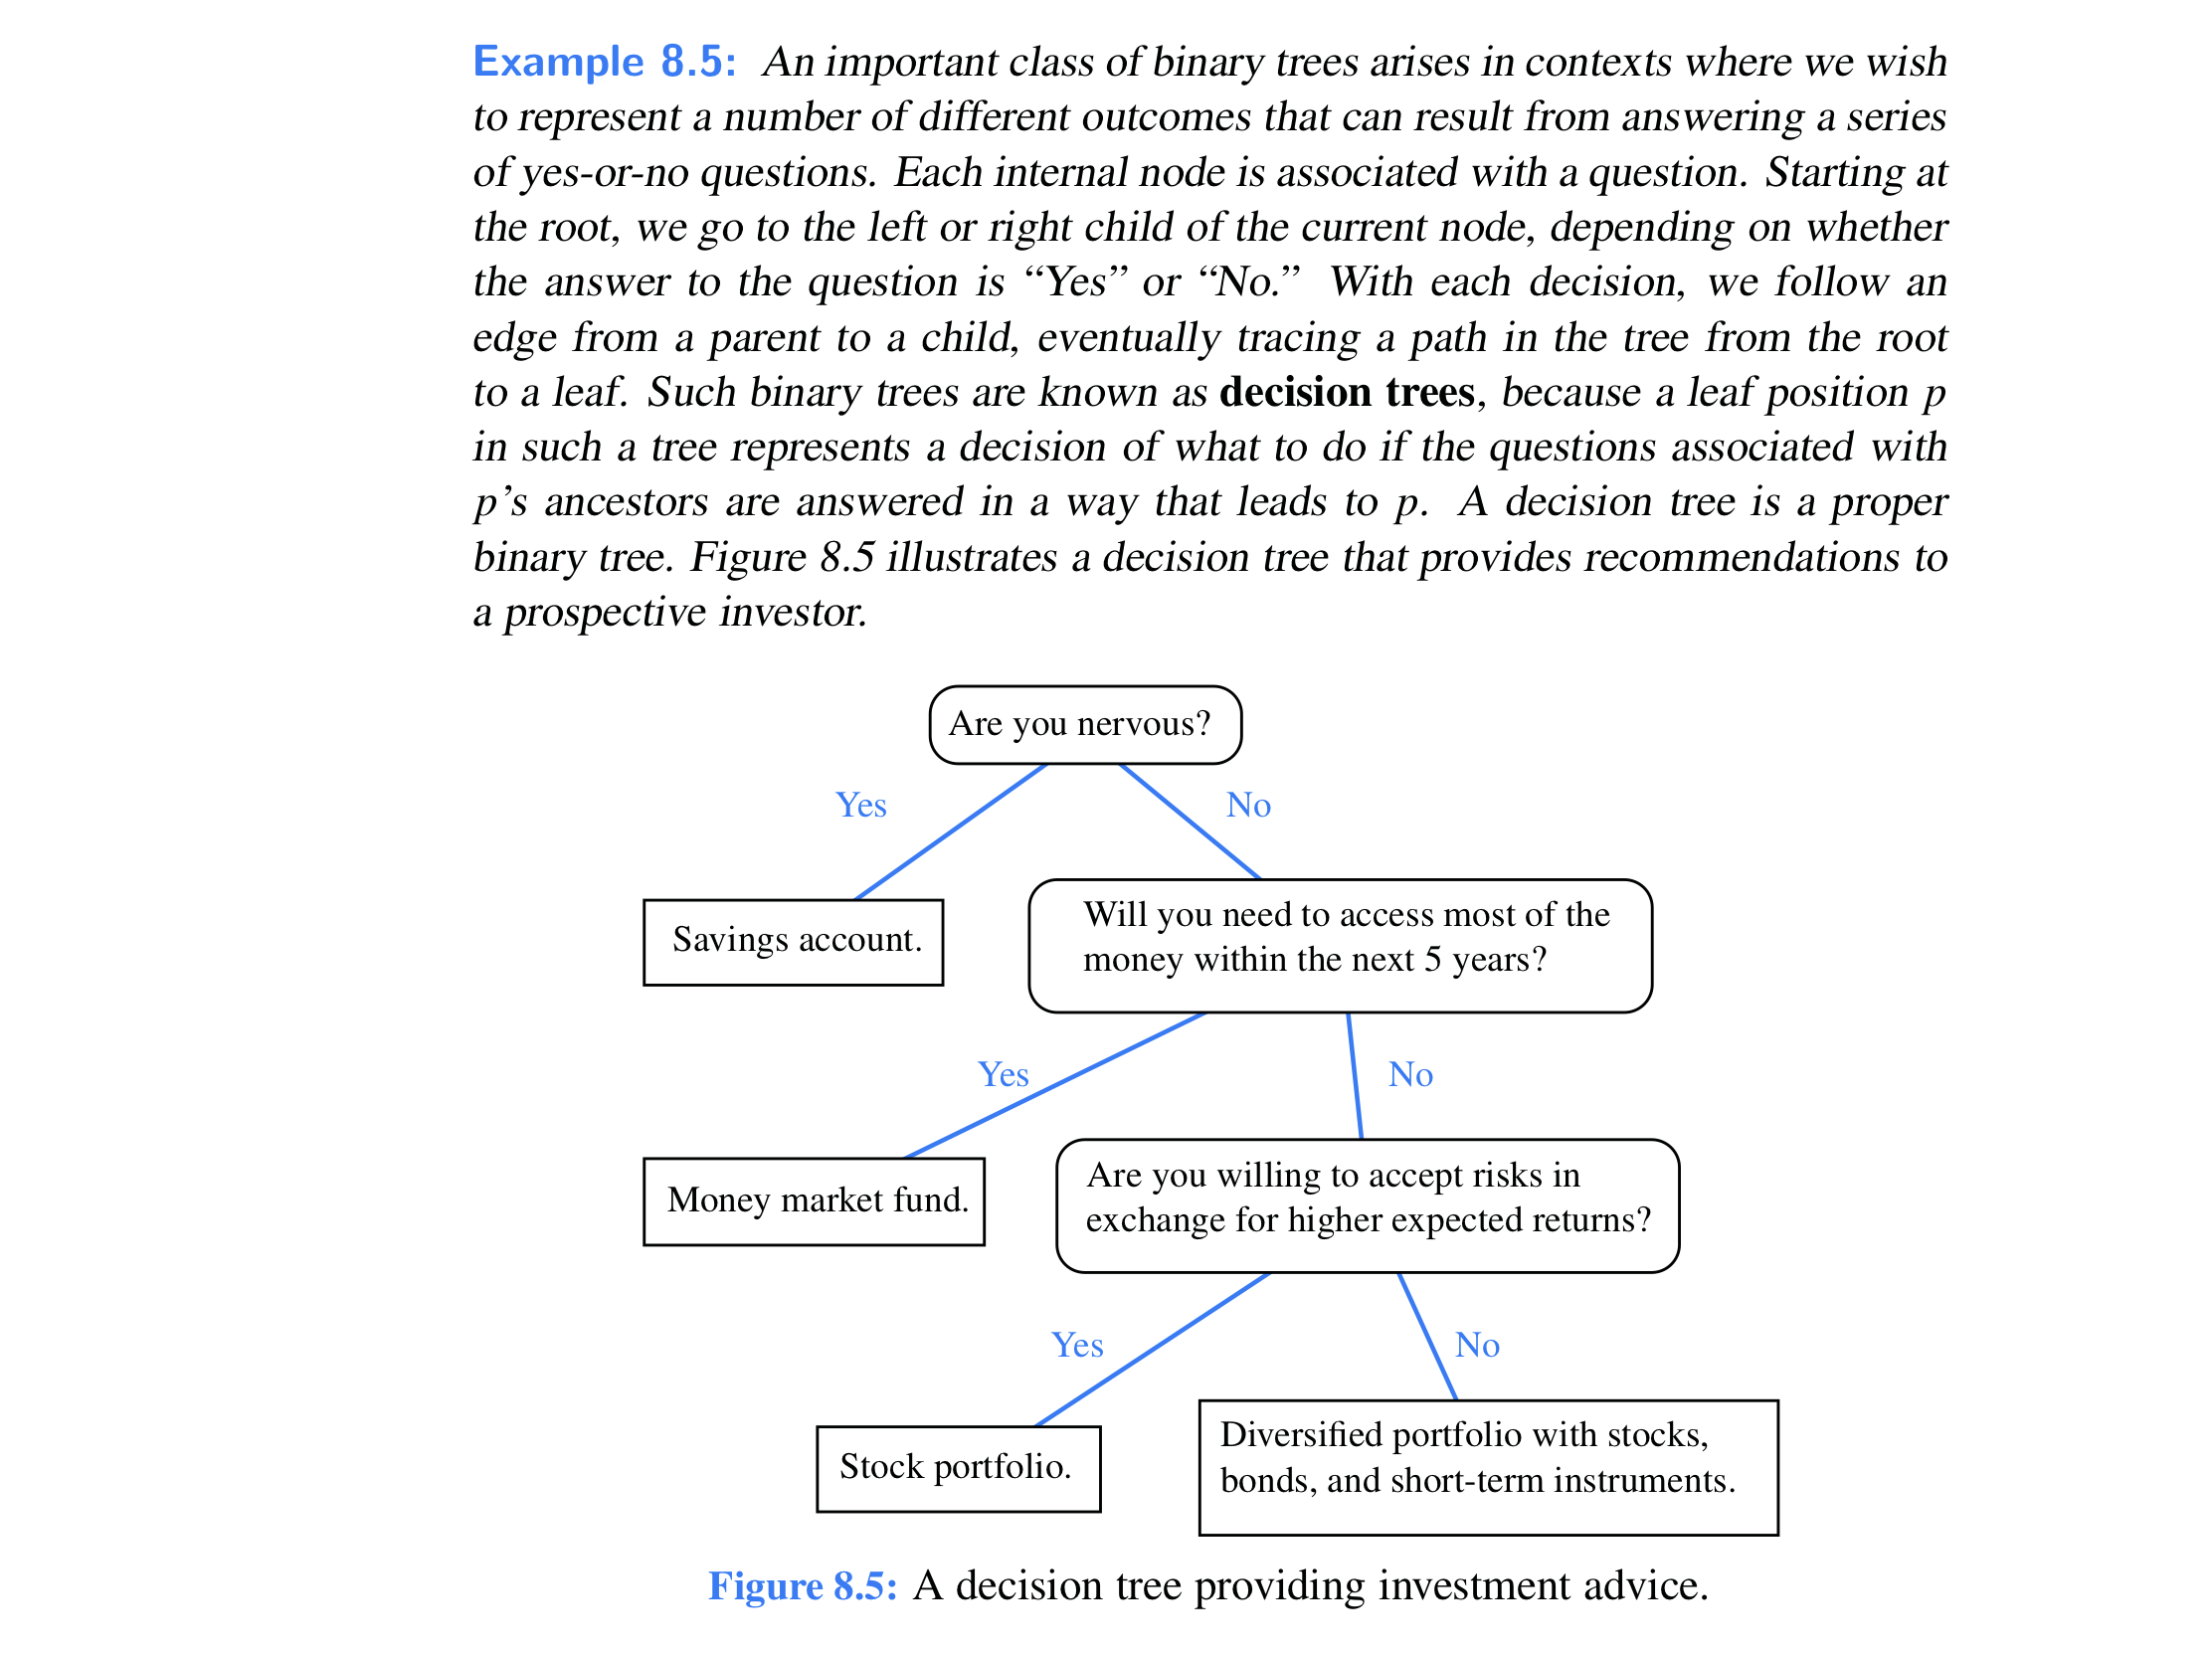 Example 8.5: An important class of binary trees arises in contexts where we wish
to represent a number of different outcomes that can result from answering a series
of yes-or-no questions. Each internal node is associated with a question. Starting at
the root, we go to the left or right child of the current node, depending on whether
the answer to the question is “Yes” or “No.” With each decision, we follow an
edge from a parent to a child, eventually tracing a path in the tree from the root
to a leaf. Such binary trees are known as decision trees, because a leaf position p
in such a tree represents a decision of what to do if the questions associated with
p’s ancestors are answered in a way that leads to p. A decision tree is a proper
binary tree. Figure 8.5 illustrates a decision tree that provides recommendations to
a prospective investor.
Are you nervous?
Yes
No
Savings account.
Will you need to access most of the
money within the next 5 years?
Yes
No
Money market fund.
Are you willing to accept risks in
exchange for higher expected returns?
Yes
No
Stock portfolio.
Diversified portfolio with stocks,
bonds, and short-term instruments.
Figure 8.5: A decision tree providing investment advice.